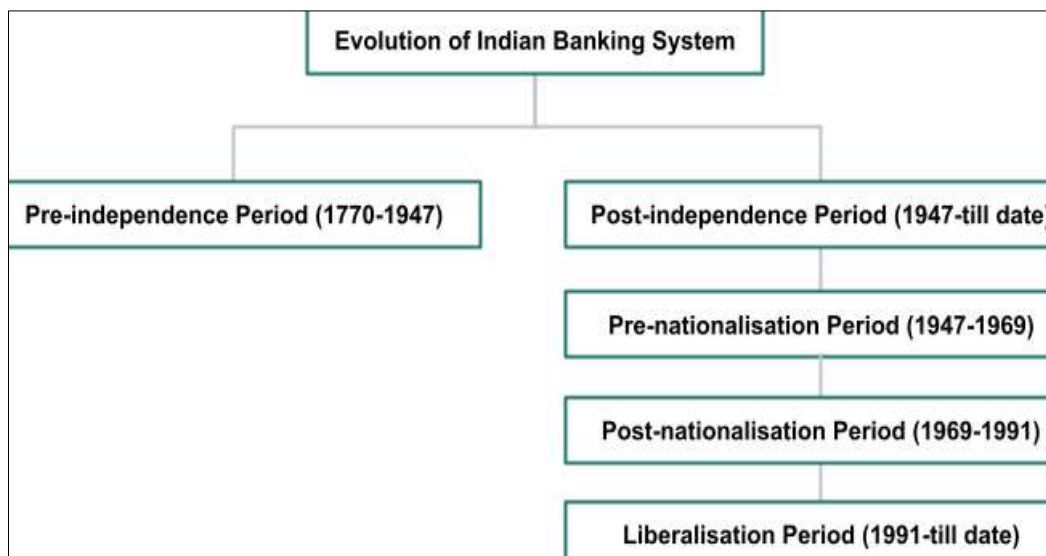 Evolution of Indian Banking System
Pre-independence Period (1770-1947)
Post-independence Period (1947-till date)
Pre-nationalisation Period (1947-1969)
Post-nationalisation Period (1969-1991)
Liberalisation Period (1991-till date)